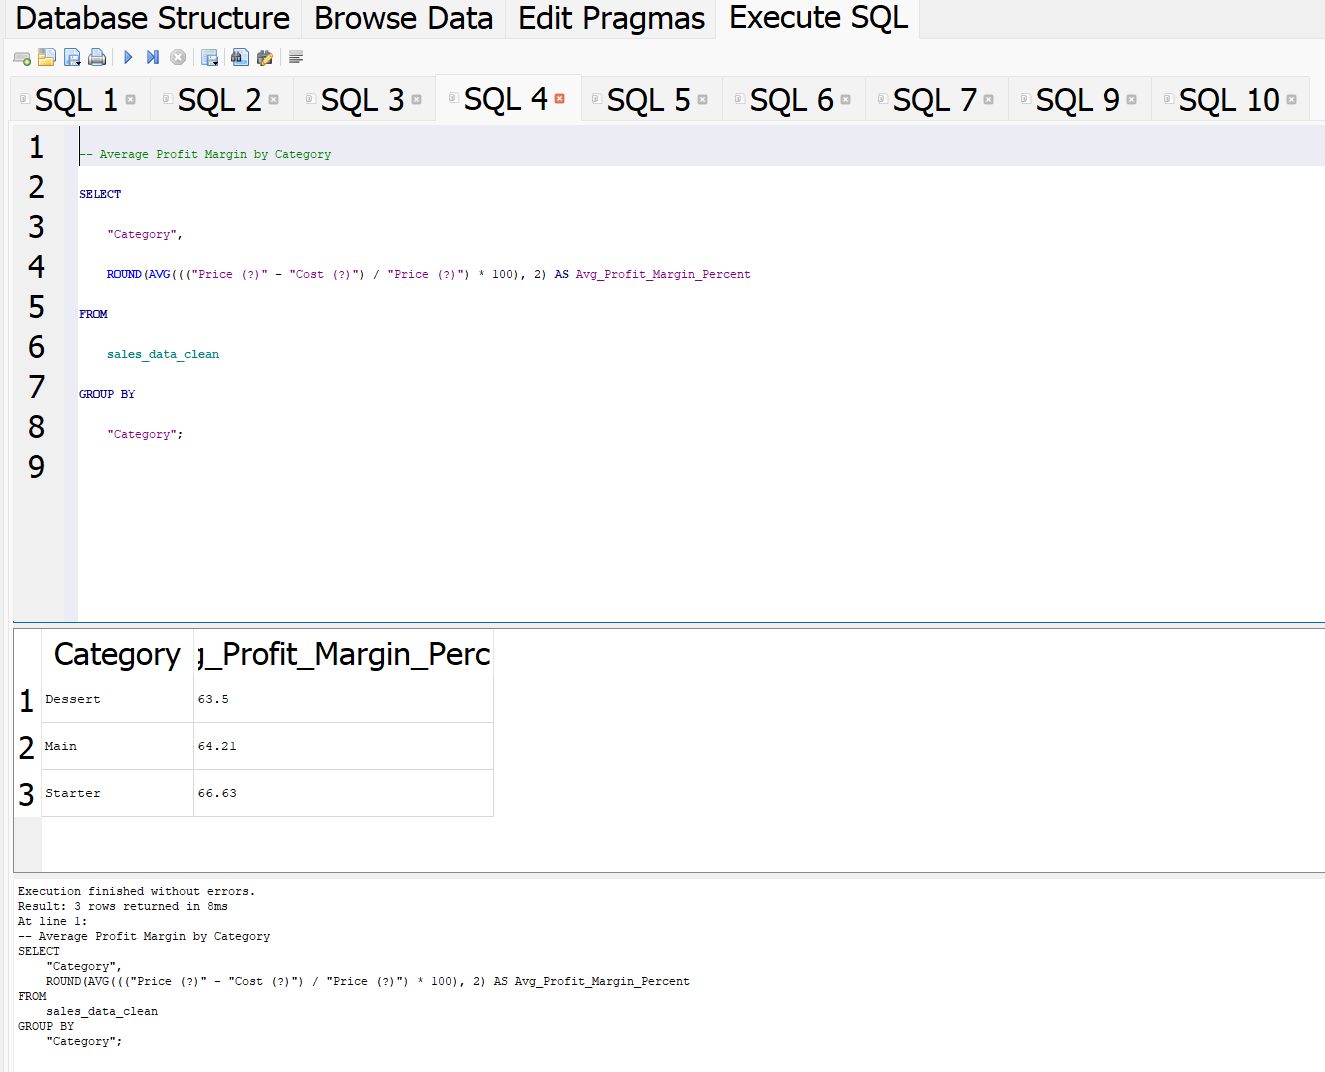 Database Structure Browse Data Edit Pragmas Execute SQL
SQL 1 SQL 2 SQL 3 SQL 4 SQL 5 SQL 6 SQL 7 SQL 9 SQL 10
1 -- Average Profit Margin by Category
2 SELECT
3 "Category",
4 ROUND(AVG((("Price (?)" - "Cost (?)") / "Price (?)") * 100), 2) AS Avg_Profit_Margin_Percent
5 FROM
6 sales_data_clean
7 GROUP BY
8 "Category";
9
Category g_Profit_Margin_Perc
1 Dessert 63.5
2 Main 64.21
3 Starter 66.63
Execution finished without errors.
Result: 3 rows returned in 8ms
At line 1:
-- Average Profit Margin by Category
SELECT
"Category",
ROUND(AVG((("Price (?)" - "Cost (?)") / "Price (?)") * 100), 2) AS Avg_Profit_Margin_Percent
FROM
sales_data_clean
GROUP BY
"Category";